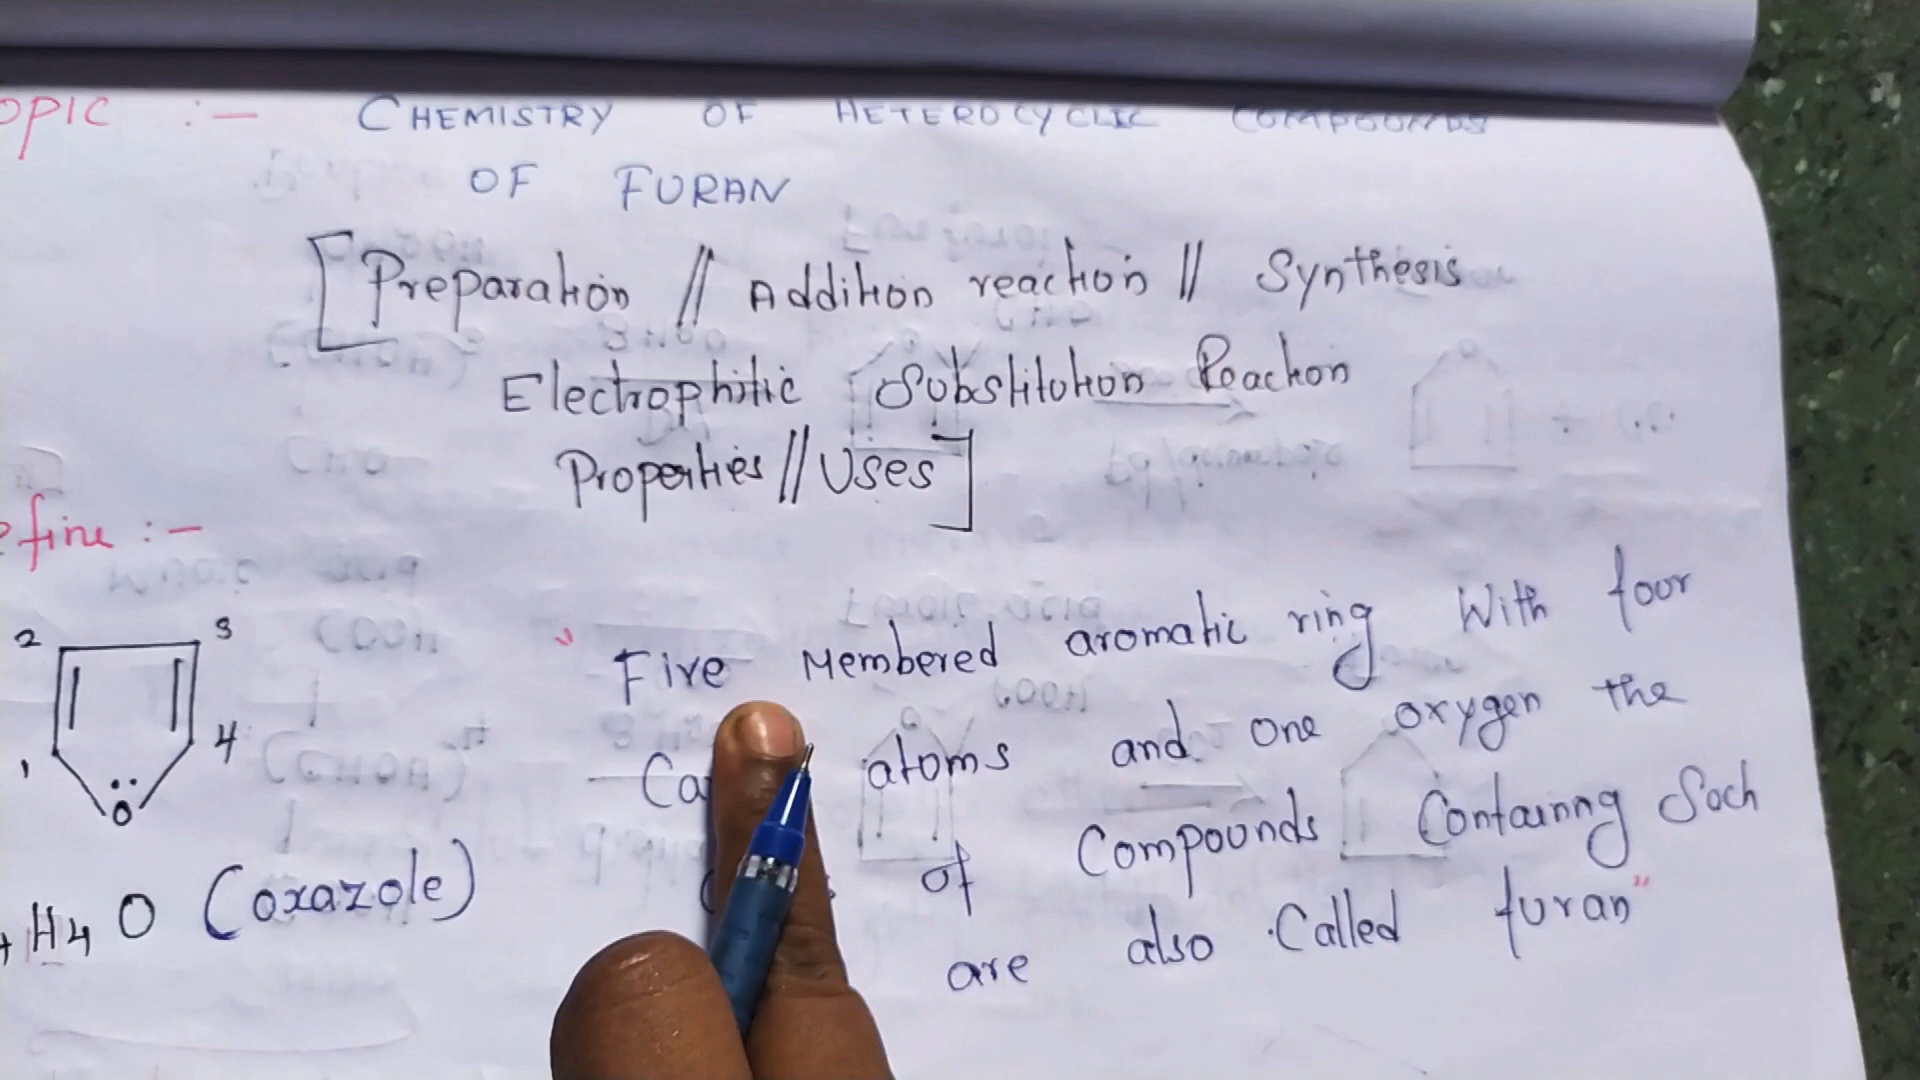 OPIC :- CHEMISTRY OF HETEROCYCLIC COMPOUNDS
OF FURAN
[Preparation // Addition reaction // Synthesis
Electrophilic Substitution Reaction
Properties // Uses]
fine :-
" Five Membered aromatic ring With four
Ca atoms and one oxygen the
of Compounds Containng Such
are also Called furan"
2 3
1 4
O
H4 O (oxazole)